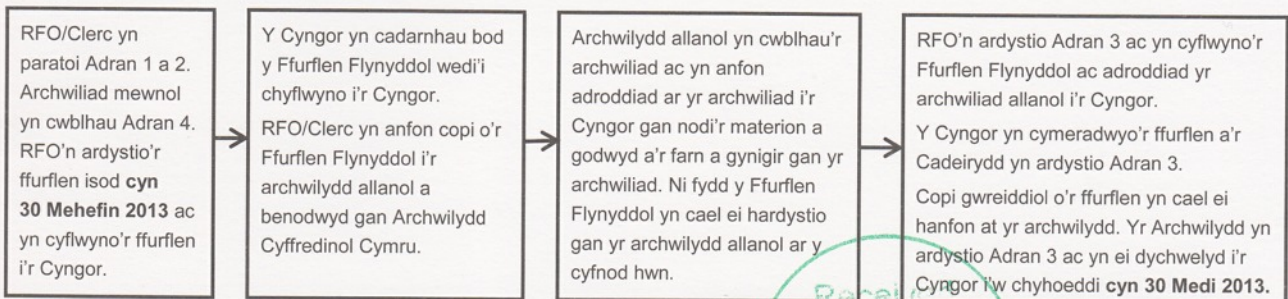 RFO/Clerc yn
paratoi Adran 1 a 2.
Archwiliad mewnol
yn cwblhau Adran 4.
RFO'n ardystio'r
ffurflen isod cyn
30 Mehefin 2013 ac
yn cyflwyno'r ffurflen
i'r Cyngor.
Y Cyngor yn cadarnhau bod
y Ffurflen Flynyddol wedi'i
chyflwyno i'r Cyngor.
RFO/Clerc yn anfon copi o'r
Ffurflen Flynyddol i'r
archwilydd allanol a
benodwyd gan Archwilydd
Cyffredinol Cymru.
Archwilydd allanol yn cwblhau'r
archwiliad ac yn anfon
adroddiad ar yr archwiliad i'r
Cyngor gan nodi'r materion a
godwyd a'r farn a gynigir gan yr
archwiliad. Ni fydd y Ffurflen
Flynyddol yn cael ei hardystio
gan yr archwilydd allanol ar y
cyfnod hwn.
RFO'n ardystio Adran 3 ac yn cyflwyno'r
Ffurflen Flynyddol ac adroddiad yr
archwiliad allanol i'r Cyngor.
Y Cyngor yn cymeradwyo'r ffurflen a'r
Cadeirydd yn ardystio Adran 3.
Copi gwreiddiol o'r ffurflen yn cael ei
hanfon at yr archwilydd. Yr Archwilydd yn
ardystio Adran 3 ac yn ei dychwelyd i'r
Cyngor i'w chyhoeddi cyn 30 Medi 2013.